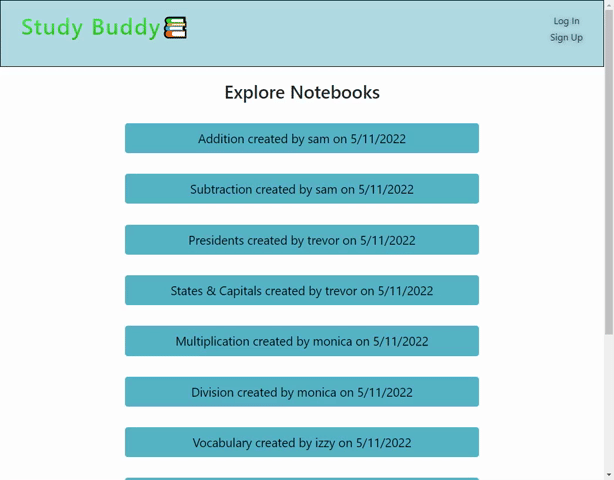 Study Buddy
Log In
Sign Up
Explore Notebooks
Addition created by sam on 5/11/2022
Subtraction created by sam on 5/11/2022
Presidents created by trevor on 5/11/2022
States & Capitals created by trevor on 5/11/2022
Multiplication created by monica on 5/11/2022
Division created by monica on 5/11/2022
Vocabulary created by izzy on 5/11/2022